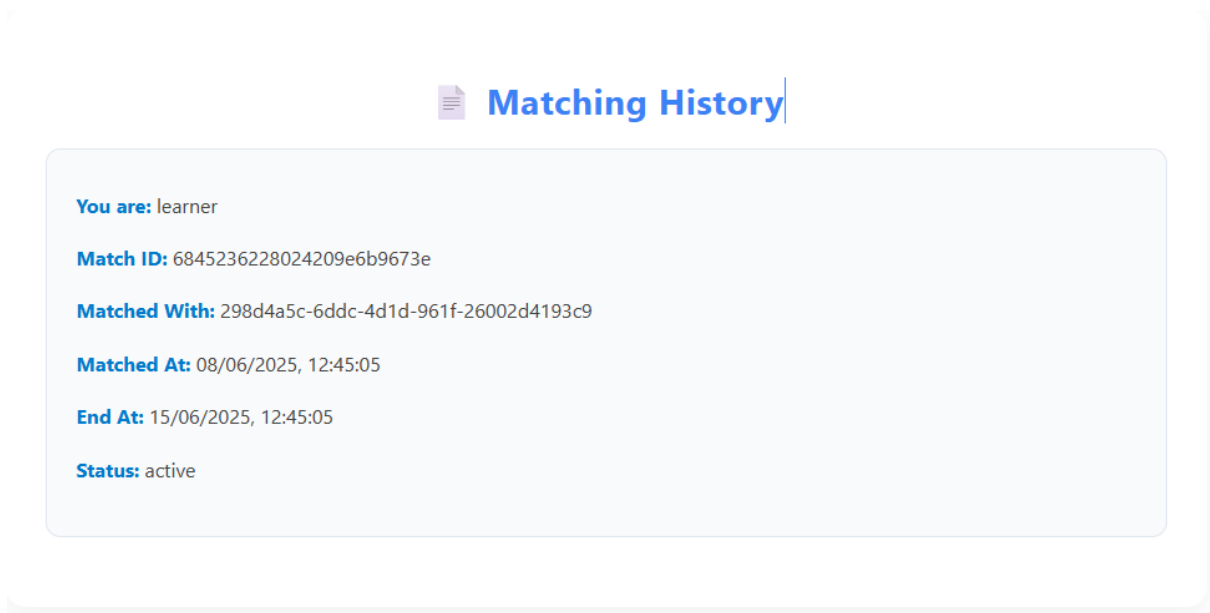 Matching History
You are: learner
Match ID: 6845236228024209e6b9673e
Matched With: 298d4a5c-6ddc-4d1d-961f-26002d4193c9
Matched At: 08/06/2025, 12:45:05
End At: 15/06/2025, 12:45:05
Status: active